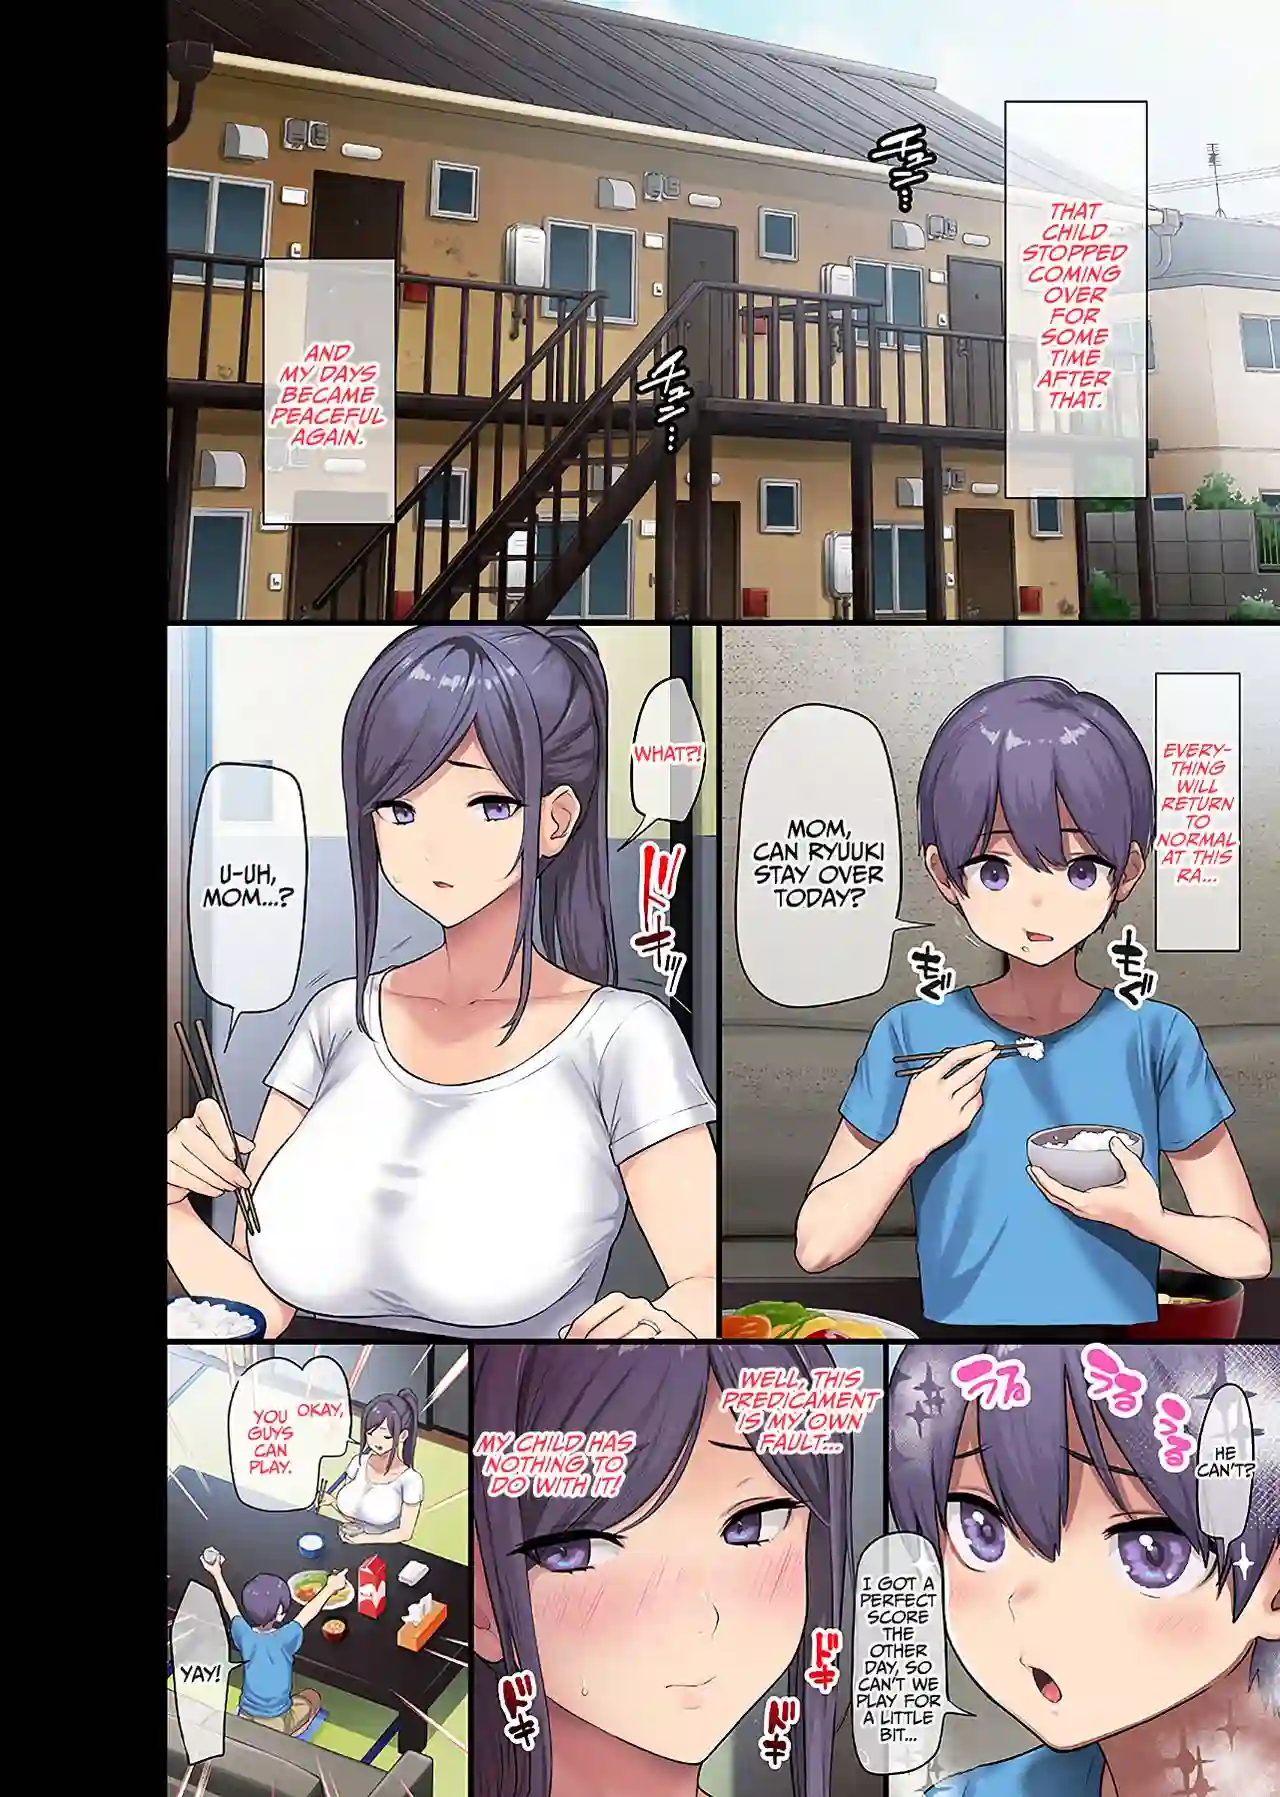 THAT
CHILD
STOPPED
COMING
OVER
FOR
SOME
TIME
AFTER
THAT.
チュン…
AND
MY DAYS
BECAME
PEACEFUL
AGAIN.
チュン…
EVERY-
THING
WILL
RETURN
TO
NORMAL
AT THIS
RA...
MOM,
CAN RYUUKI
STAY OVER
TODAY?
もぐ
もぐ
WHAT?!
ドキッ
U-UH,
MOM...?
HE
CAN'T?
うるうるうる
I GOT A
PERFECT
SCORE
THE
OTHER
DAY, SO
CAN'T WE
PLAY FOR
A LITTLE
BIT...
WELL, THIS
PREDICAMENT
IS MY OWN
FAULT...
MY CHILD HAS
NOTHING TO
DO WITH IT!
ドキ
ドキ
ドキ
OKAY,
YOU
GUYS
CAN
PLAY.
YAY!